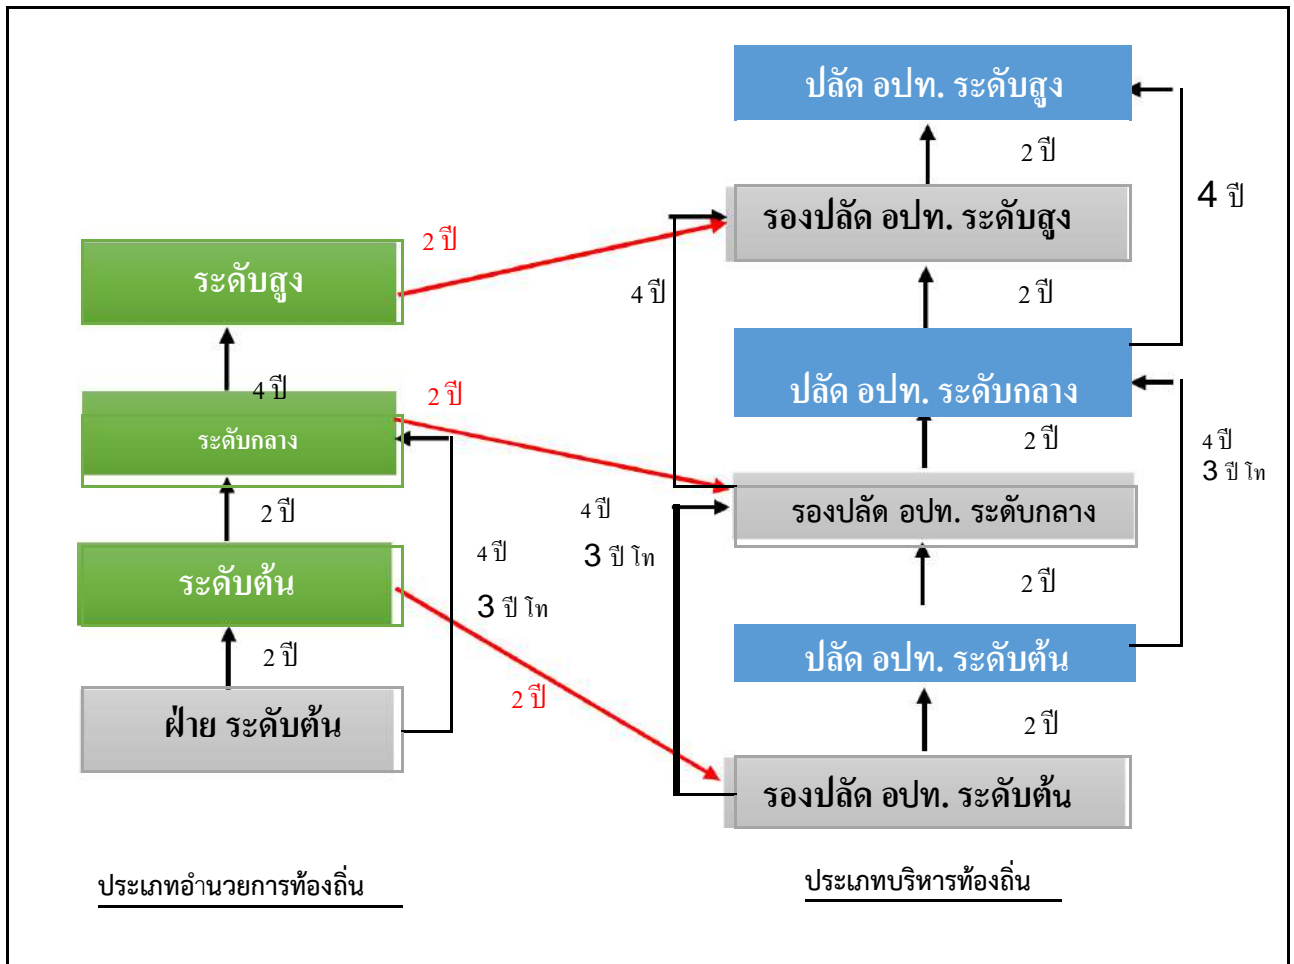 ปลัด อปท. ระดับสูง
2 ปี
4 ปี
รองปลัด อปท. ระดับสูง
2 ปี
ระดับสูง
4 ปี
2 ปี
4 ปี
2 ปี
ปลัด อปท. ระดับกลาง
ระดับกลาง
2 ปี
4 ปี
3 ปี โท
2 ปี
4 ปี
3 ปี โท
รองปลัด อปท. ระดับกลาง
4 ปี
3 ปี โท
ระดับต้น
2 ปี
2 ปี
ปลัด อปท. ระดับต้น
ฝ่าย ระดับต้น
2 ปี
2 ปี
รองปลัด อปท. ระดับต้น
ประเภทอำนวยการท้องถิ่น
ประเภทบริหารท้องถิ่น